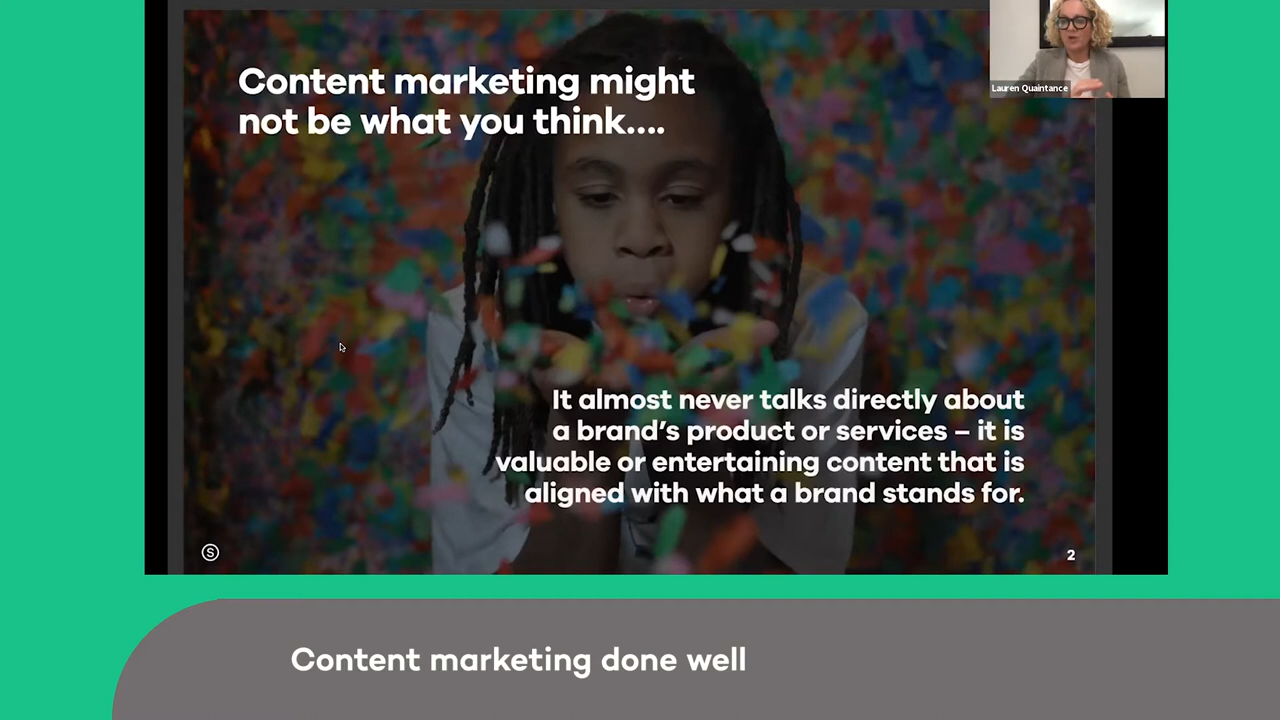 Content marketing might
not be what you think....
Lauren Quaintance
It almost never talks directly about
a brand's product or services – it is
valuable or entertaining content that is
aligned with what a brand stands for.
S
2
Content marketing done well